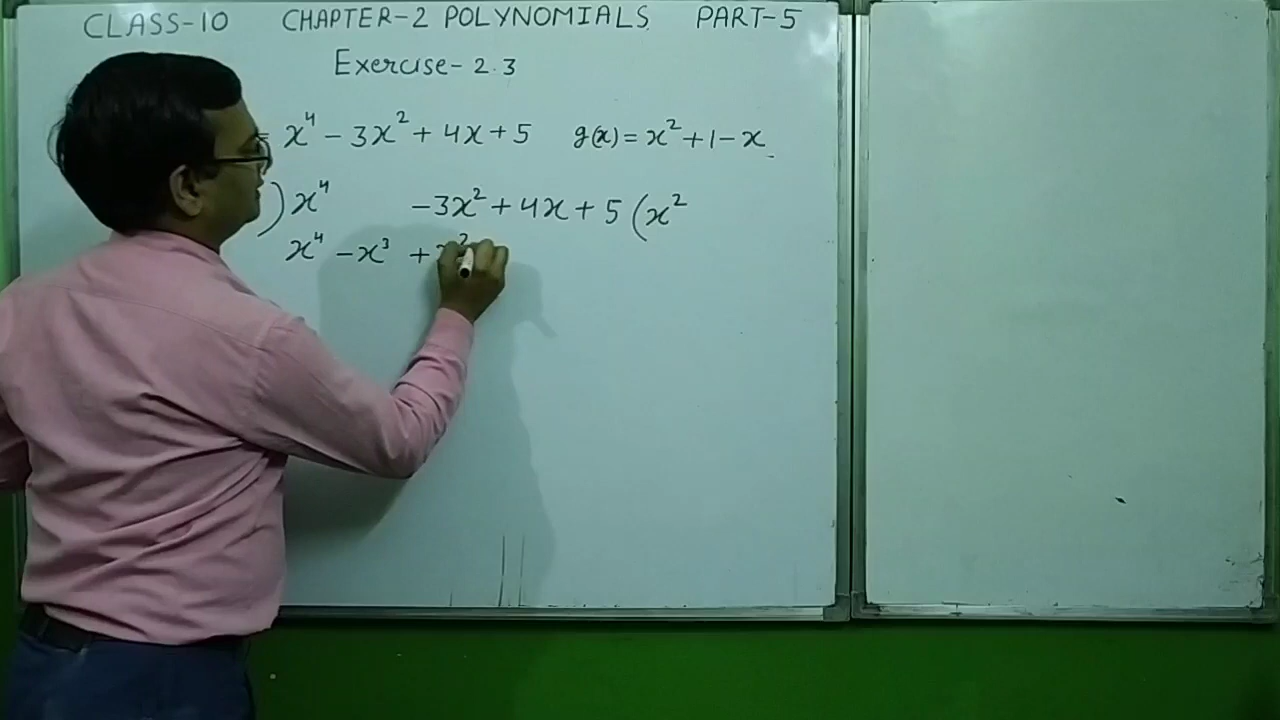 CLASS-10 CHAPTER-2 POLYNOMIALS PART-5
Exercise-2.3
= x⁴ - 3x² + 4x + 5 g(x) = x² + 1 - x
) x⁴ - 3x² + 4x + 5 ( x²
x⁴ - x³ + x²